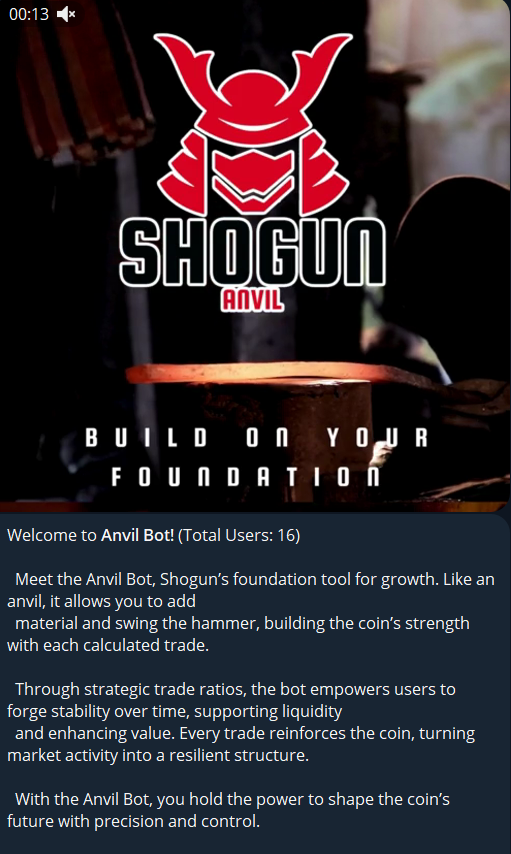 00:13
SHOGUN
ANVIL
BUILD ON YOUR
FOUNDATION
Welcome to Anvil Bot! (Total Users: 16)
Meet the Anvil Bot, Shogun’s foundation tool for growth. Like an
anvil, it allows you to add
material and swing the hammer, building the coin’s strength
with each calculated trade.
Through strategic trade ratios, the bot empowers users to
forge stability over time, supporting liquidity
and enhancing value. Every trade reinforces the coin, turning
market activity into a resilient structure.
With the Anvil Bot, you hold the power to shape the coin’s
future with precision and control.